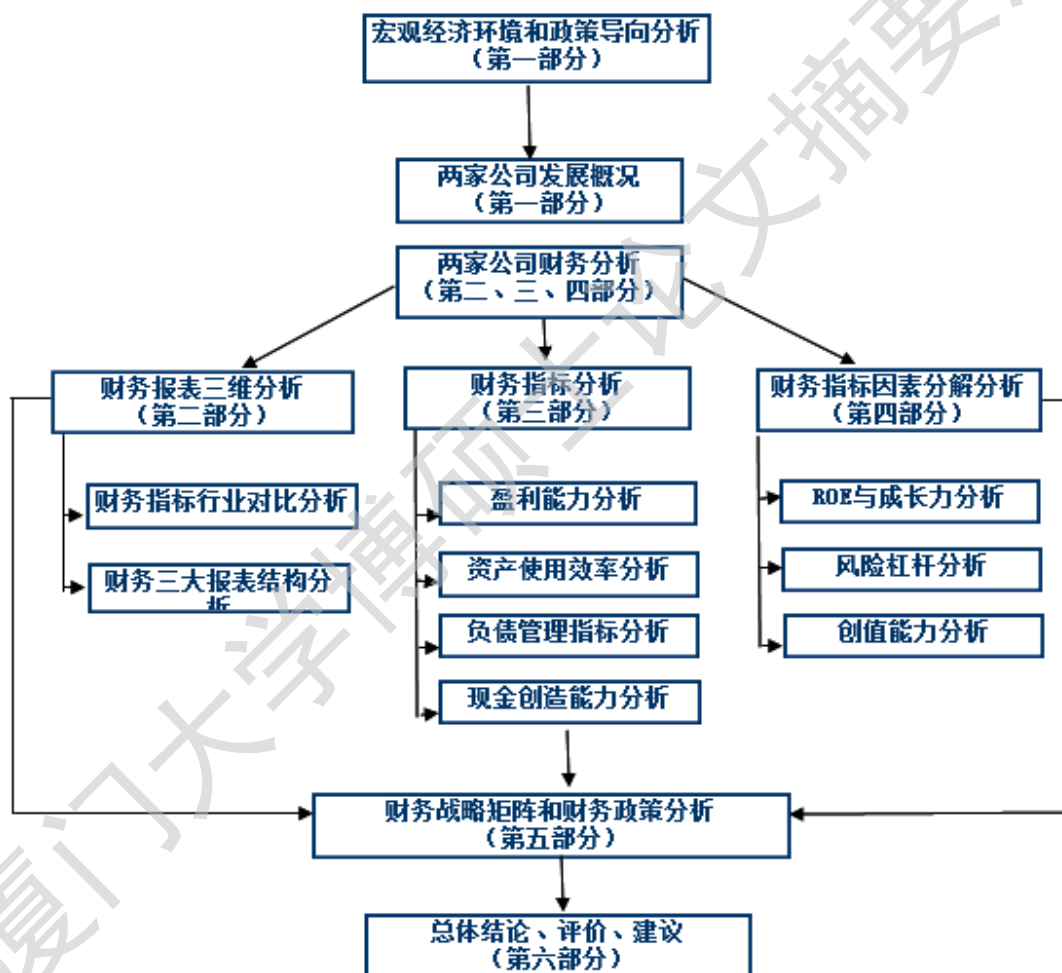 宏观经济环境和政策导向分析
(第一部分)
两家公司发展概况
(第一部分)
两家公司财务分析
(第二、三、四部分)
财务报表三维分析
(第二部分)
财务指标分析
(第三部分)
财务指标因素分解分析
(第四部分)
财务指标行业对比分析
财务三大报表结构分
析
盈利能力分析
资产使用效率分析
负债管理指标分析
现金创造能力分析
ROE与成长力分析
风险杠杆分析
创值能力分析
财务战略矩阵和财务政策分析
(第五部分)
总体结论、评价、建议
(第六部分)
厦门大学博硕士论文摘要